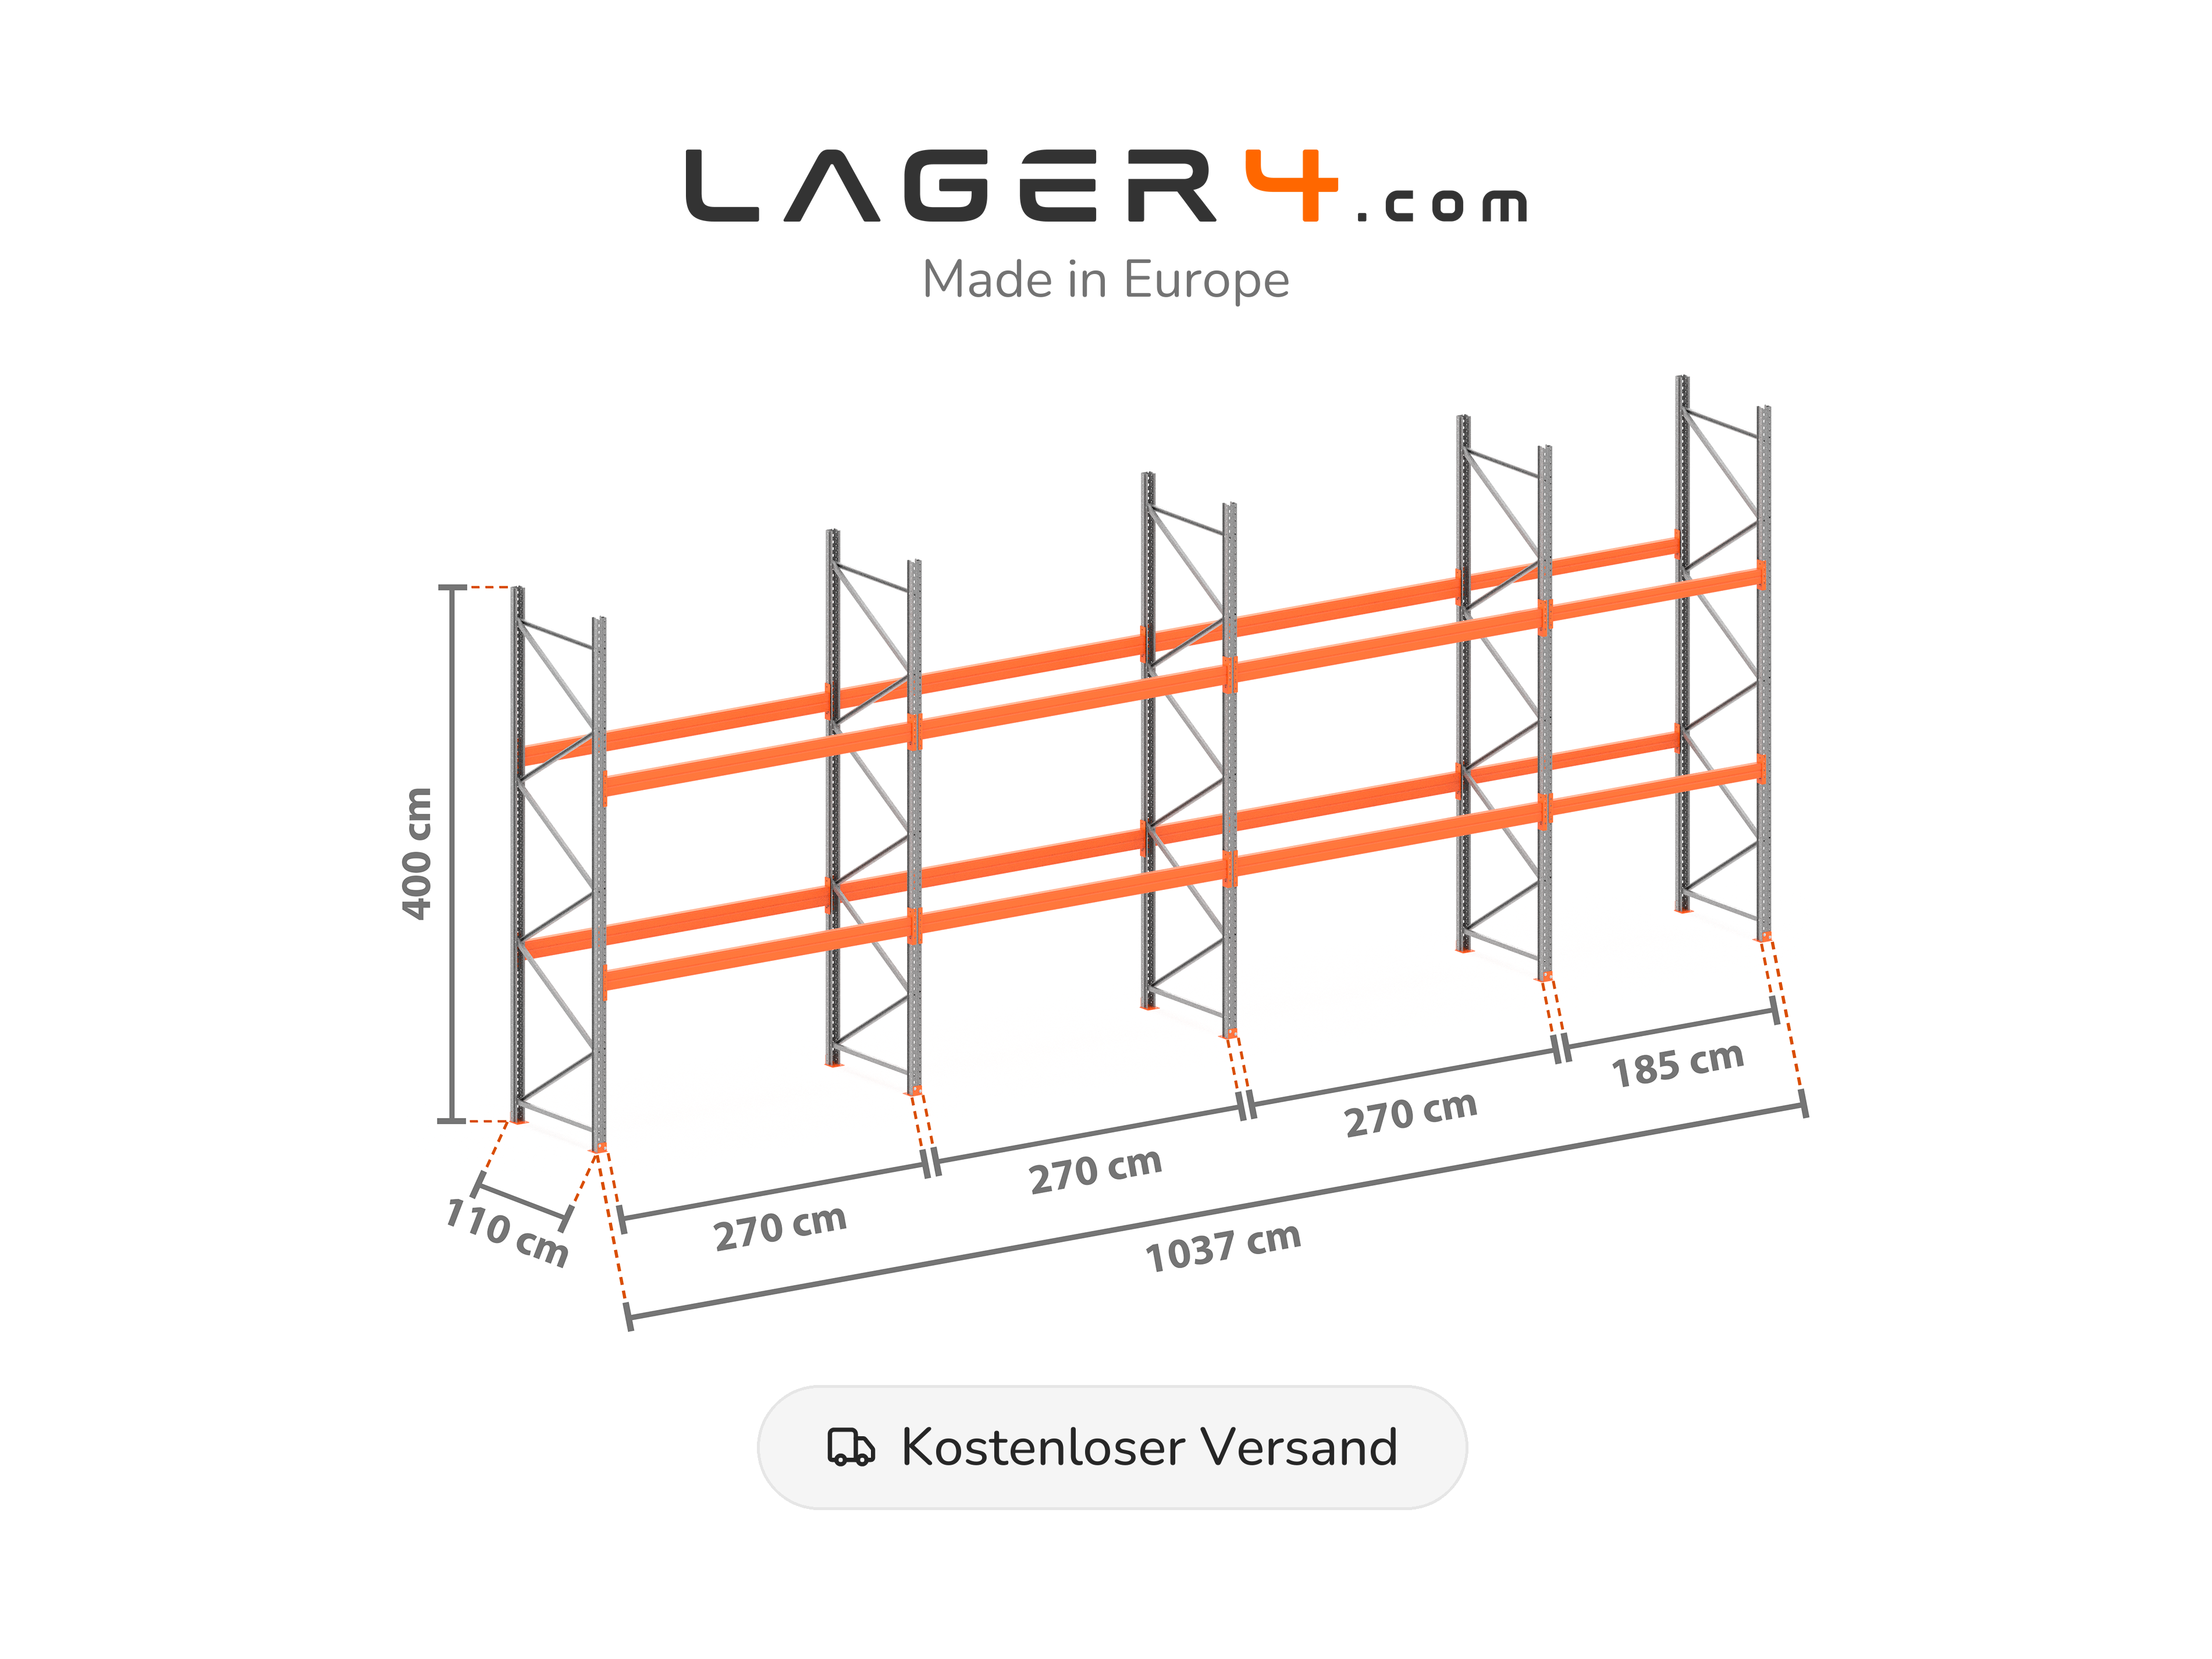 LAGER4.com
Made in Europe
400 cm
110 cm
270 cm
270 cm
270 cm
185 cm
1037 cm
Kostenloser Versand